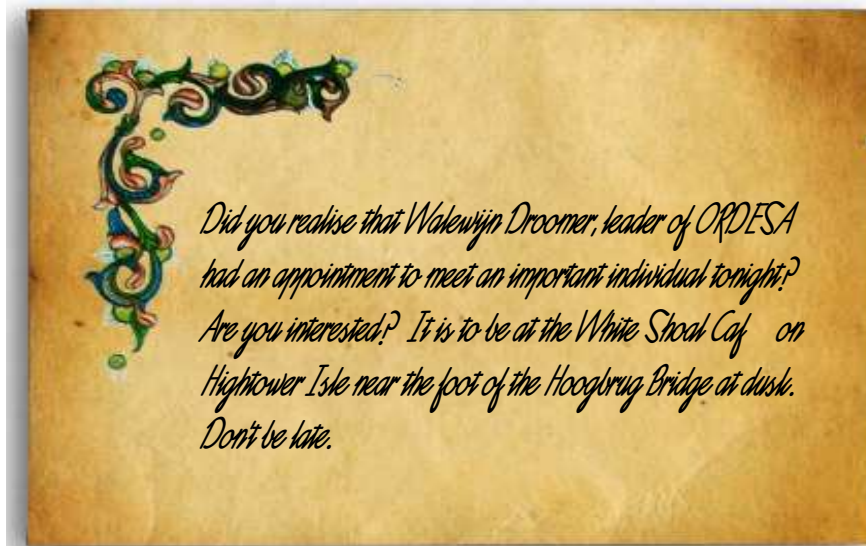 Did you realise that Walewijn Droomer, leader of ORDESA
had an appointment to meet an important individual tonight?
Are you interested? It is to be at the White Shoal Caf on
Hightower Isle near the foot of the Hoogbrug Bridge at dusk.
Don't be late.